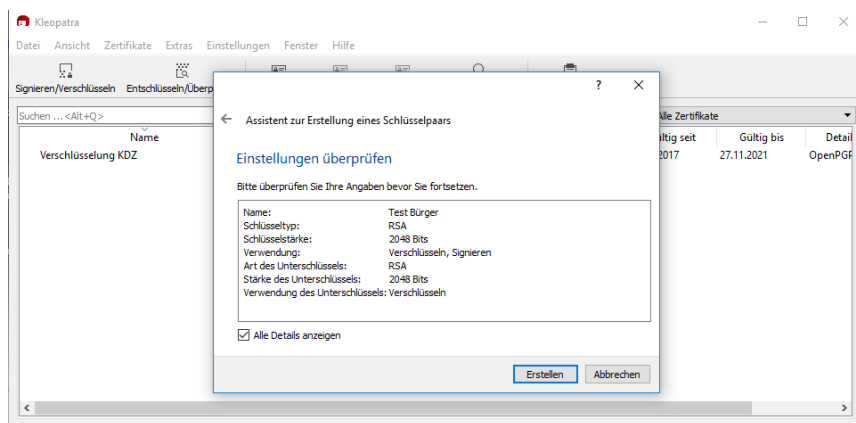 Kleopatra
Datei Ansicht Zertifikate Extras Einstellungen Fenster Hilfe
Signieren/Verschlüsseln Entschlüsseln/Überp
Suchen ...<Alt+Q>
Alle Zertifikate
Name
ültig seit Gültig bis Detail
Verschlüsselung KDZ
2017 27.11.2021 OpenPGP
?
Assistent zur Erstellung eines Schlüsselpaars
Einstellungen überprüfen
Bitte überprüfen Sie Ihre Angaben bevor Sie fortsetzen.
Name: Test Bürger
Schlüsseltyp: RSA
Schlüsselstärke: 2048 Bits
Verwendung: Verschlüsseln, Signieren
Art des Unterschlüssels: RSA
Stärke des Unterschlüssels: 2048 Bits
Verwendung des Unterschlüssels: Verschlüsseln
Alle Details anzeigen
Erstellen Abbrechen